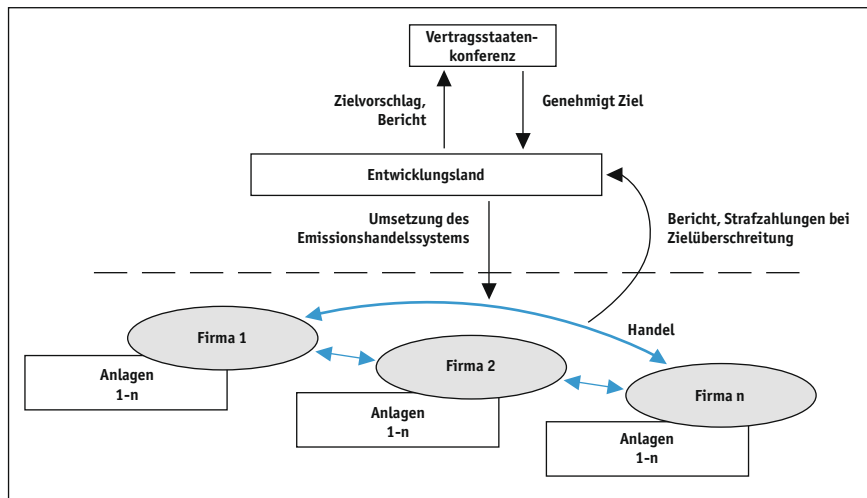 Vertragsstaaten-
konferenz
Zielvorschlag,
Bericht
Genehmigt Ziel
Entwicklungsland
Umsetzung des
Emissionshandelssystems
Bericht, Strafzahlungen bei
Zielüberschreitung
Handel
Firma 1
Anlagen
1-n
Firma 2
Anlagen
1-n
Firma n
Anlagen
1-n